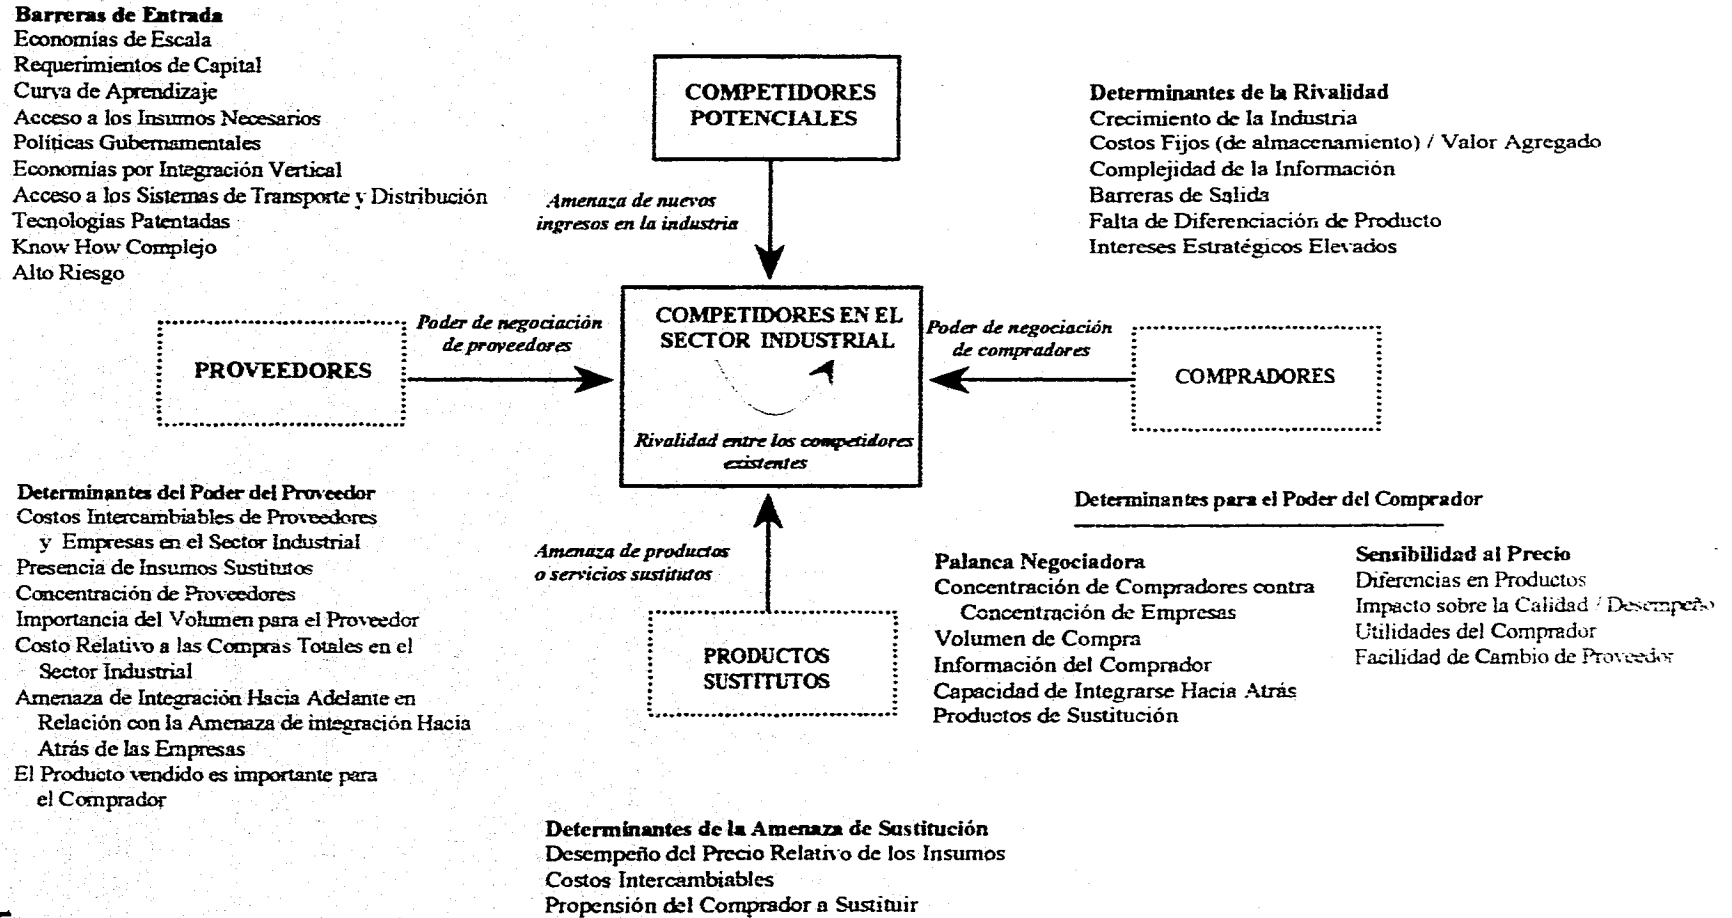 Barreras de Entrada
Economías de Escala
Requerimientos de Capital
Curva de Aprendizaje
Acceso a los Insumos Necesarios
Políticas Gubernamentales
Economías por Integración Vertical
Acceso a los Sistemas de Transporte y Distribución
Tecnologías Patentadas
Know How Complejo
Alto Riesgo
COMPETIDORES
POTENCIALES
Amenaza de nuevos
ingresos en la industria
Determinantes de la Rivalidad
Crecimiento de la Industria
Costos Fijos (de almacenamiento) / Valor Agregado
Complejidad de la Información
Barreras de Salida
Falta de Diferenciación de Producto
Intereses Estratégicos Elevados
PROVEEDORES
Poder de negociación
de proveedores
COMPETIDORES EN EL
SECTOR INDUSTRIAL
Rivalidad entre los competidores
existentes
Poder de negociación
de compradores
COMPRADORES
Determinantes del Poder del Proveedor
Costos Intercambiables de Proveedores
y Empresas en el Sector Industrial
Presencia de Insumos Sustitutos
Concentración de Proveedores
Importancia del Volumen para el Proveedor
Costo Relativo a las Compras Totales en el
Sector Industrial
Amenaza de Integración Hacia Adelante en
Relación con la Amenaza de integración Hacia
Atrás de las Empresas
El Producto vendido es importante para
el Comprador
Amenaza de productos
o servicios sustitutos
PRODUCTOS
SUSTITUTOS
Determinantes para el Poder del Comprador
Palanca Negociadora
Concentración de Compradores contra
Concentración de Empresas
Volumen de Compra
Información del Comprador
Capacidad de Integrarse Hacia Atrás
Productos de Sustitución
Sensibilidad al Precio
Diferencias en Productos
Impacto sobre la Calidad / Desempeño
Utilidades del Comprador
Facilidad de Cambio de Proveedor
Determinantes de la Amenaza de Sustitución
Desempeño del Precio Relativo de los Insumos
Costos Intercambiables
Propensión del Comprador a Sustituir